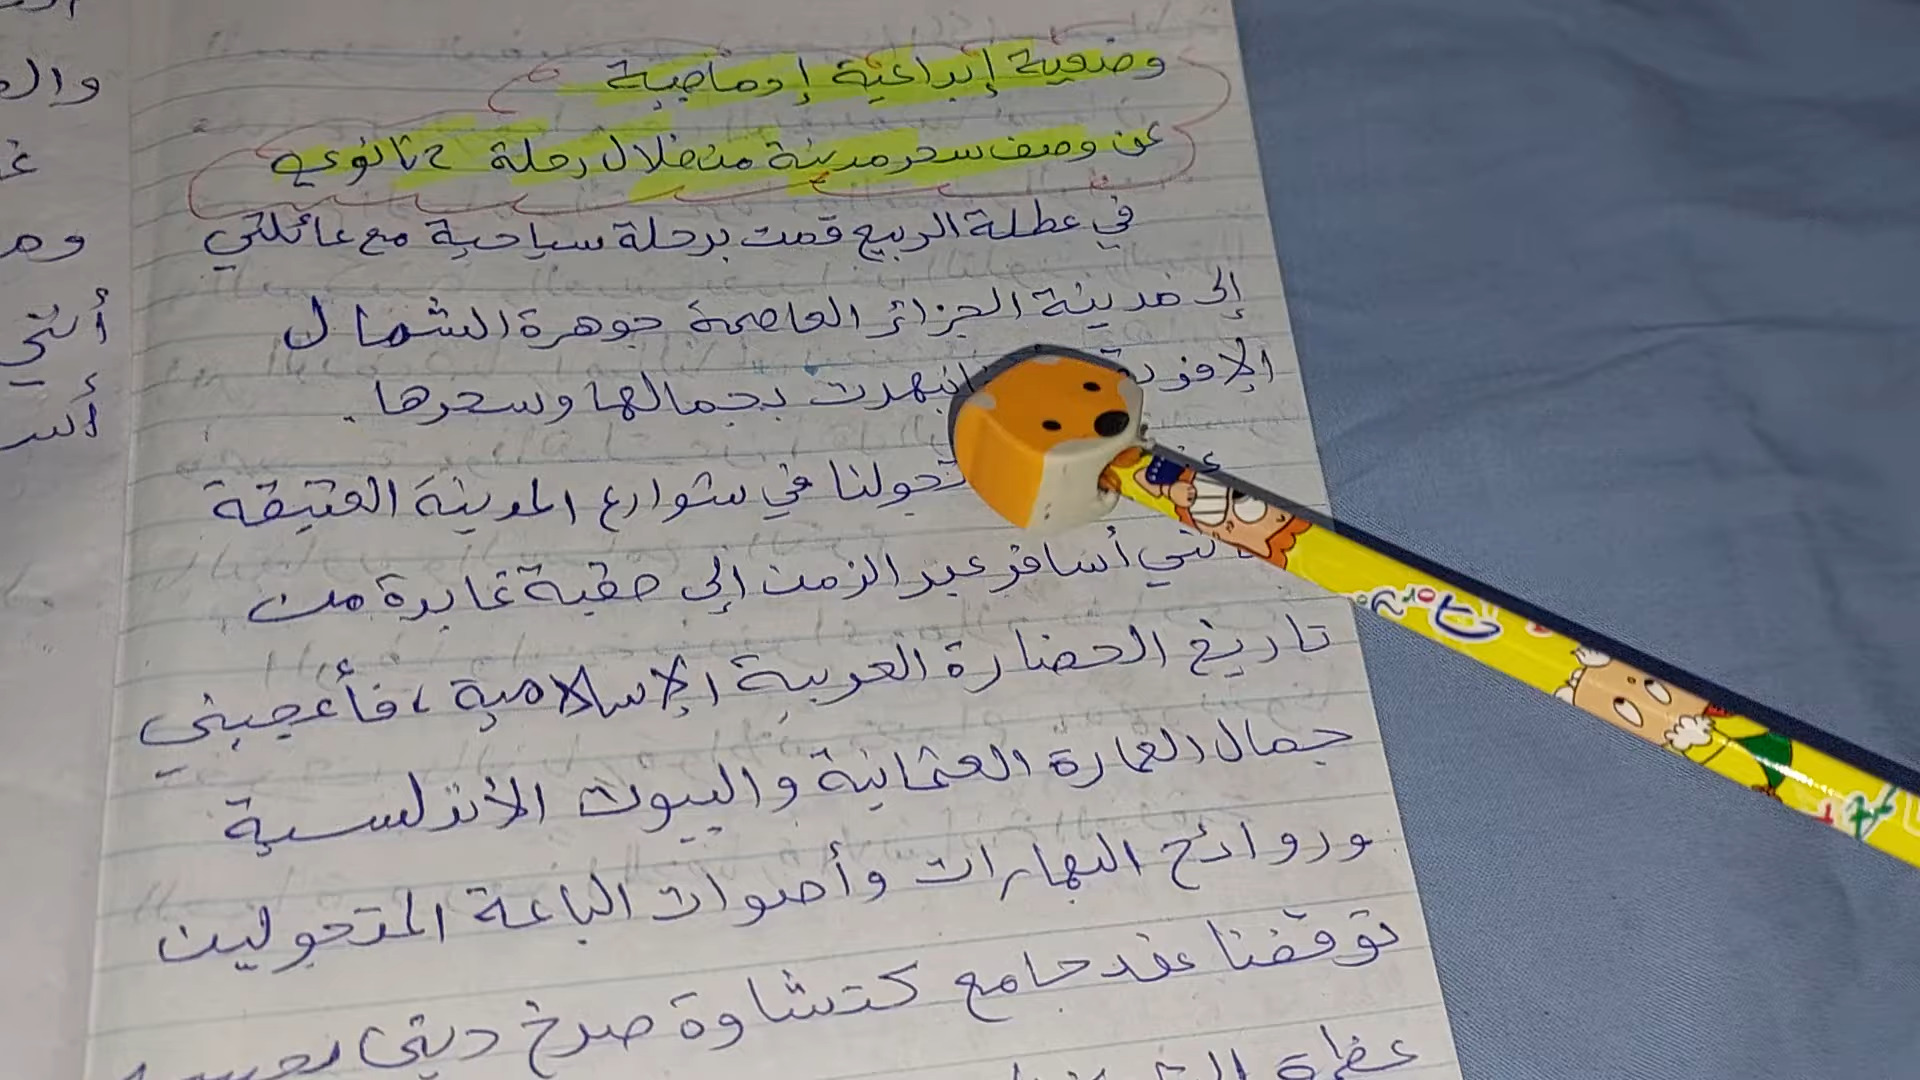 وضعية إبداعية إدماجية
عن وصف سحر مدينة من خلال رحلة 2 ثانوي
في عطلة الربيع قمت برحلة سياحية مع عائلتي
إلى مدينة الجزائر العاصمة جوهرة الشمال
انبهرت بجمالها وسحرها.
تجولنا في شوارع المدينة العتيقة
أسافر عبر الزمن إلى حقبة غابرة من
تاريخ الحضارة العربية الإسلامية، فأعجبني
جمال العمارة العثمانية والبيوت الأندلسية
وروائح البهارات وأصوات الباعة المتجولين
توقفنا عند جامع كتشاوة صرح ديني